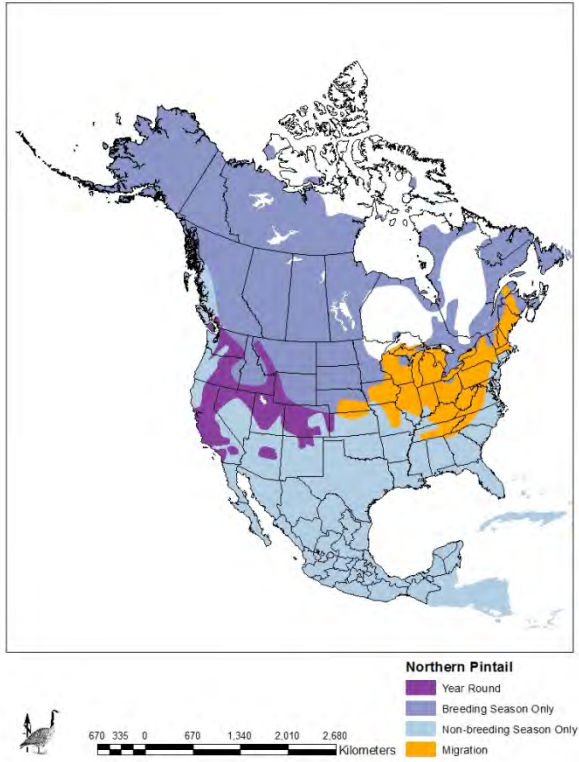 Northern Pintail
Year Round
Breeding Season Only
Non-breeding Season Only
Migration
670 335 0 670 1,340 2,010 2,680
Kilometers